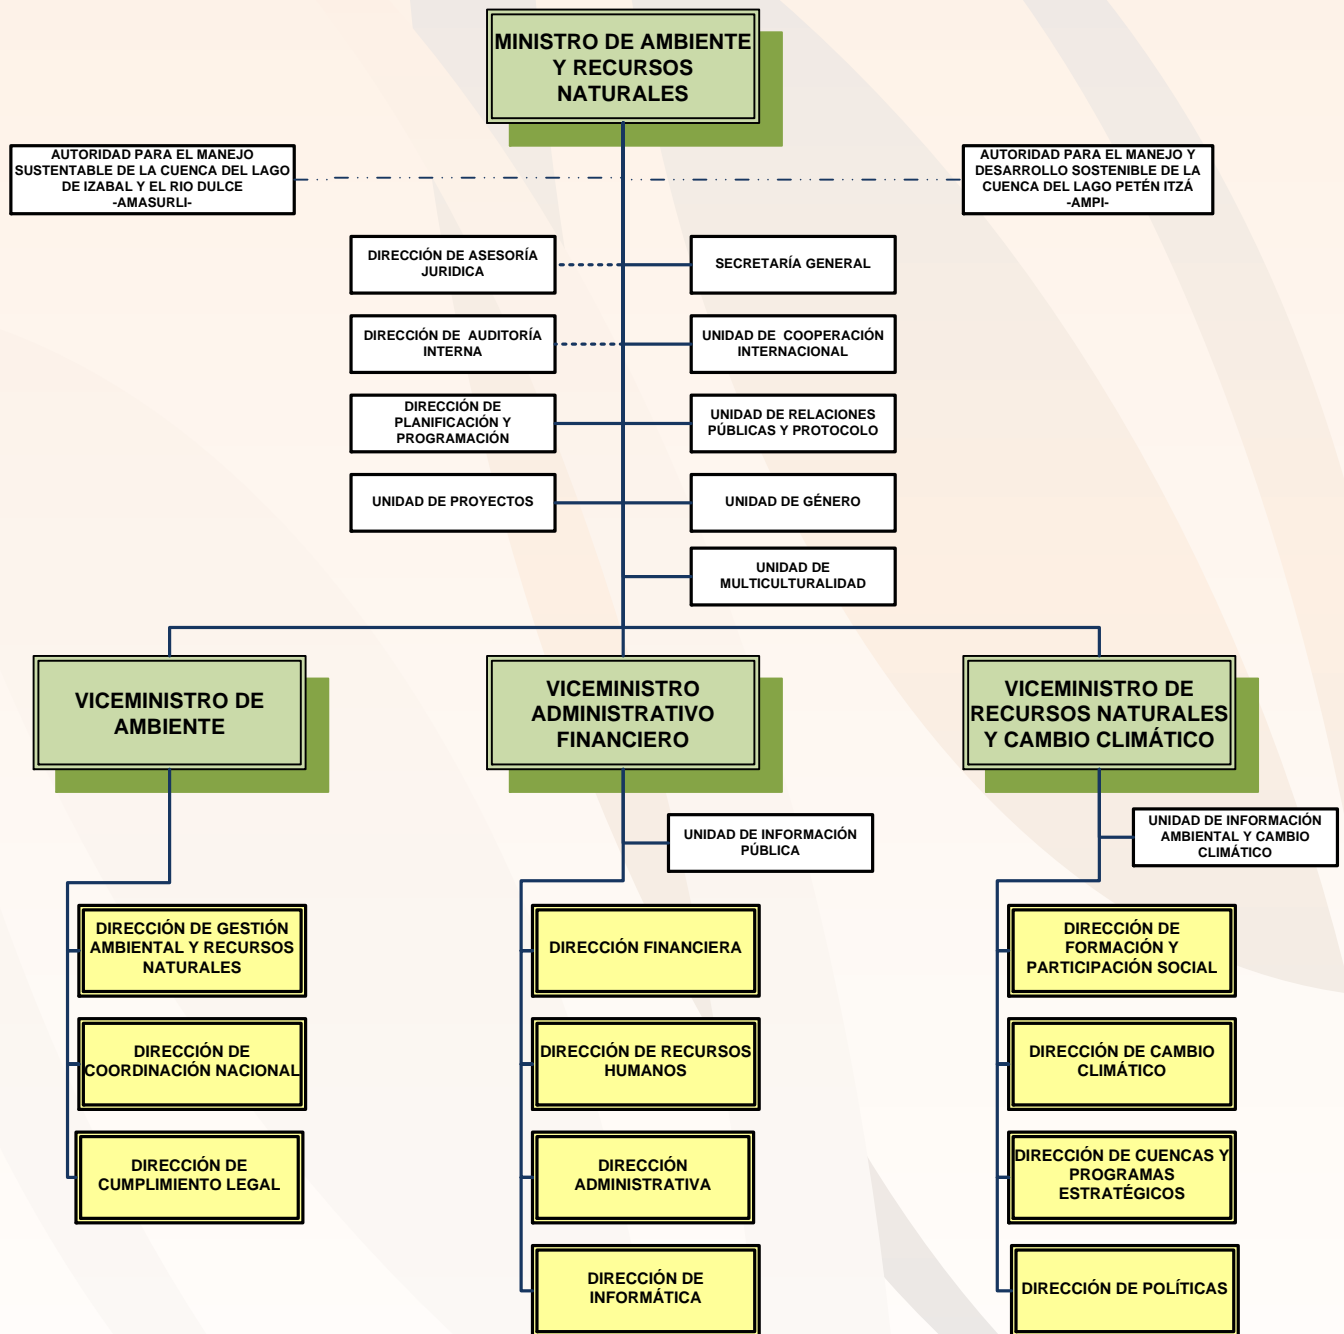 MINISTRO DE AMBIENTE
Y RECURSOS
NATURALES
AUTORIDAD PARA EL MANEJO
SUSTENTABLE DE LA CUENCA DEL LAGO
DE IZABAL Y EL RIO DULCE
-AMASURLI-
AUTORIDAD PARA EL MANEJO Y
DESARROLLO SOSTENIBLE DE LA
CUENCA DEL LAGO PETÉN ITZÁ
-AMPI-
DIRECCIÓN DE ASESORÍA
JURIDICA
SECRETARÍA GENERAL
DIRECCIÓN DE AUDITORÍA
INTERNA
UNIDAD DE COOPERACIÓN
INTERNACIONAL
DIRECCIÓN DE
PLANIFICACIÓN Y
PROGRAMACIÓN
UNIDAD DE RELACIONES
PÚBLICAS Y PROTOCOLO
UNIDAD DE PROYECTOS
UNIDAD DE GÉNERO
UNIDAD DE
MULTICULTURALIDAD
VICEMINISTRO DE
AMBIENTE
VICEMINISTRO
ADMINISTRATIVO
FINANCIERO
VICEMINISTRO DE
RECURSOS NATURALES
Y CAMBIO CLIMÁTICO
UNIDAD DE INFORMACIÓN
PÚBLICA
UNIDAD DE INFORMACIÓN
AMBIENTAL Y CAMBIO
CLIMÁTICO
DIRECCIÓN DE GESTIÓN
AMBIENTAL Y RECURSOS
NATURALES
DIRECCIÓN FINANCIERA
DIRECCIÓN DE
FORMACIÓN Y
PARTICIPACIÓN SOCIAL
DIRECCIÓN DE
COORDINACIÓN NACIONAL
DIRECCIÓN DE RECURSOS
HUMANOS
DIRECCIÓN DE CAMBIO
CLIMÁTICO
DIRECCIÓN DE
CUMPLIMIENTO LEGAL
DIRECCIÓN
ADMINISTRATIVA
DIRECCIÓN DE CUENCAS Y
PROGRAMAS
ESTRATÉGICOS
DIRECCIÓN DE
INFORMÁTICA
DIRECCIÓN DE POLÍTICAS